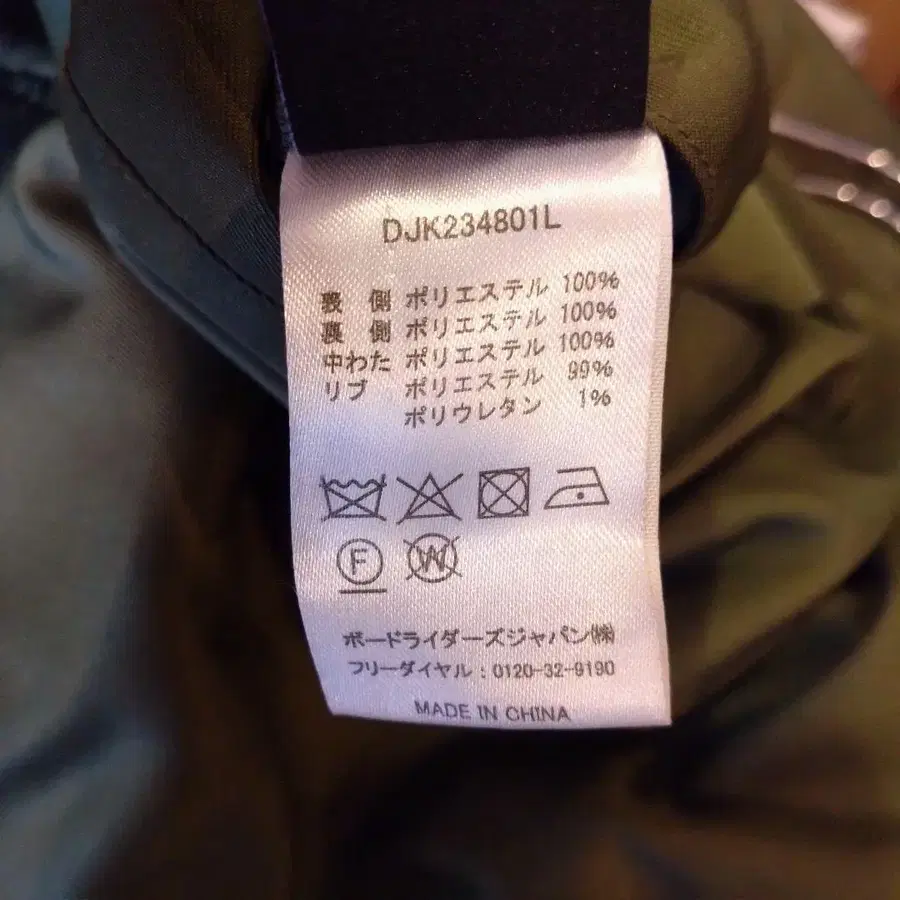 DJK234801L
表側 ポリエステル 100%
裏側 ポリエステル 100%
中わた ポリエステル 100%
リブ ポリエステル 99%
ポリウレタン 1%
F W
ボードライダーズジャパン㈱
フリーダイヤル：0120-32-9190
MADE IN CHINA